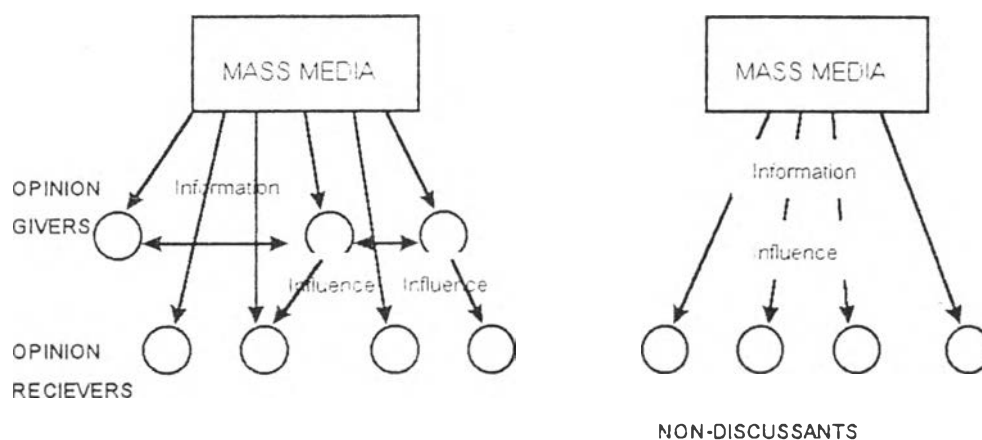 MASS MEDIA
MASS MEDIA
OPINION
GIVERS
Information
Information
Influence
Influence
Influence
OPINION
RECIEVERS
NON-DISCUSSANTS